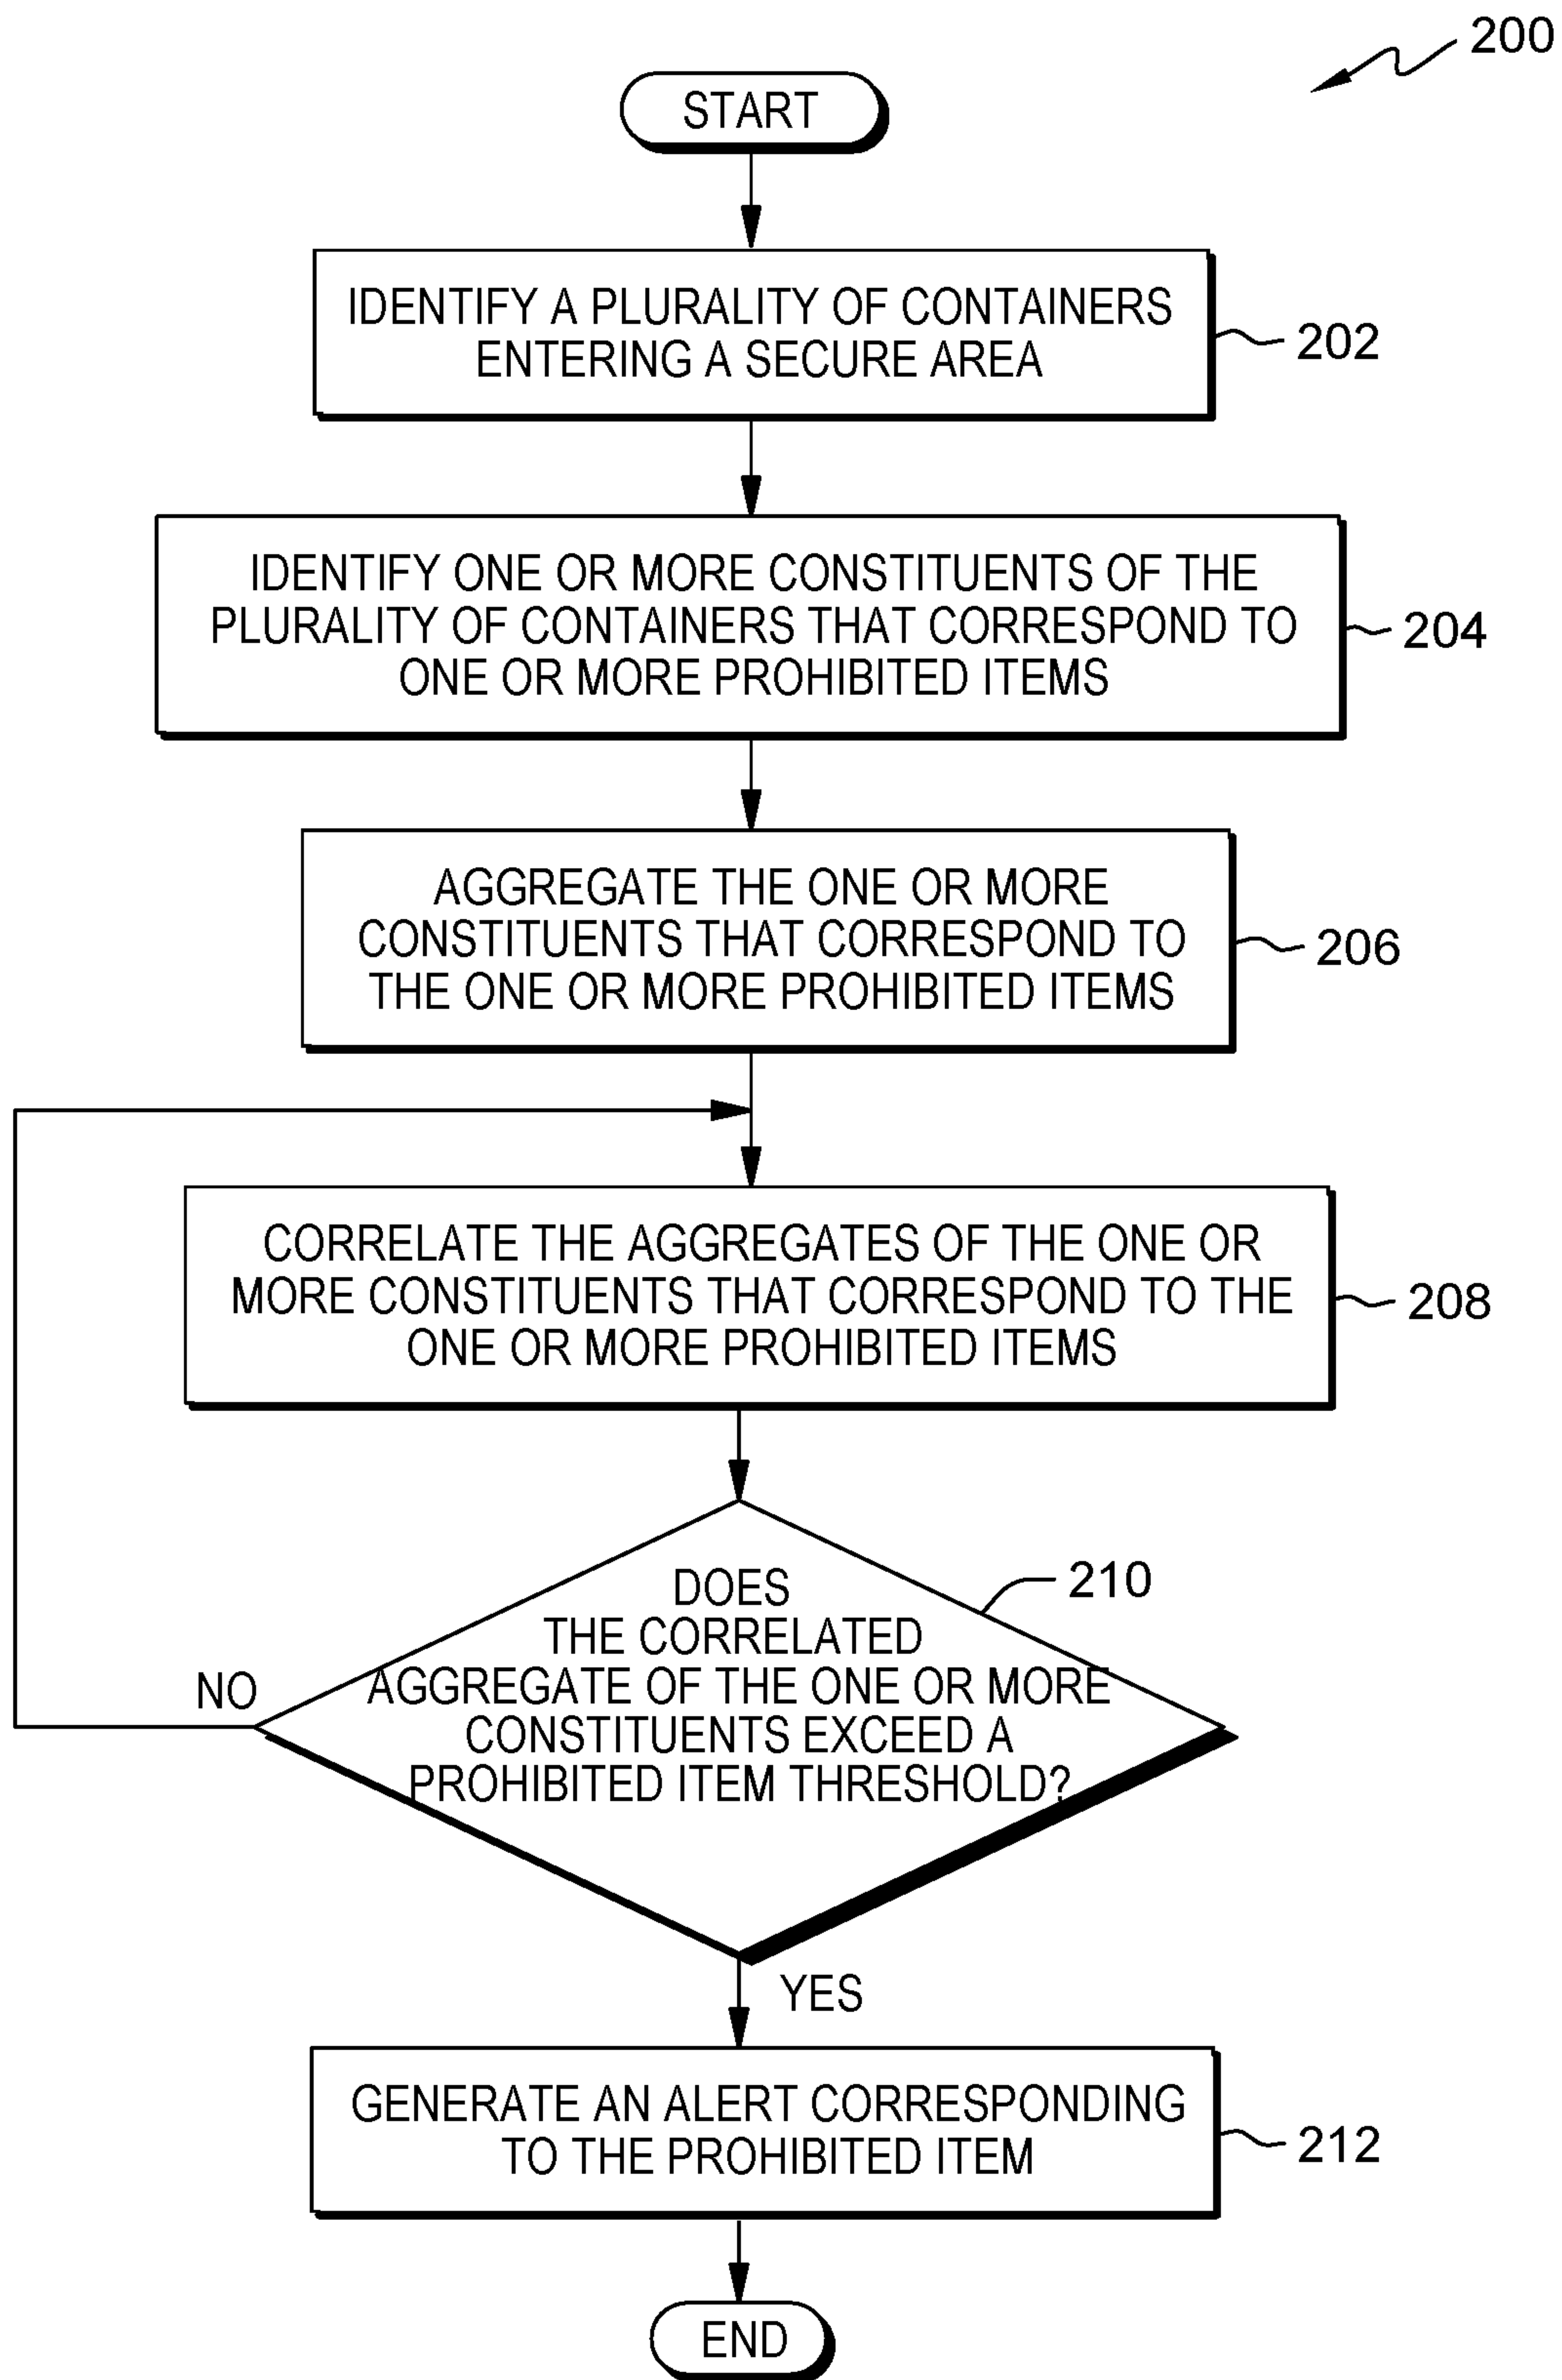 200
START
IDENTIFY A PLURALITY OF CONTAINERS
ENTERING A SECURE AREA
202
IDENTIFY ONE OR MORE CONSTITUENTS OF THE
PLURALITY OF CONTAINERS THAT CORRESPOND TO
ONE OR MORE PROHIBITED ITEMS
204
AGGREGATE THE ONE OR MORE
CONSTITUENTS THAT CORRESPOND TO
THE ONE OR MORE PROHIBITED ITEMS
206
CORRELATE THE AGGREGATES OF THE ONE OR
MORE CONSTITUENTS THAT CORRESPOND TO THE
ONE OR MORE PROHIBITED ITEMS
208
DOES
THE CORRELATED
AGGREGATE OF THE ONE OR MORE
CONSTITUENTS EXCEED A
PROHIBITED ITEM THRESHOLD?
210
NO
YES
GENERATE AN ALERT CORRESPONDING
TO THE PROHIBITED ITEM
212
END